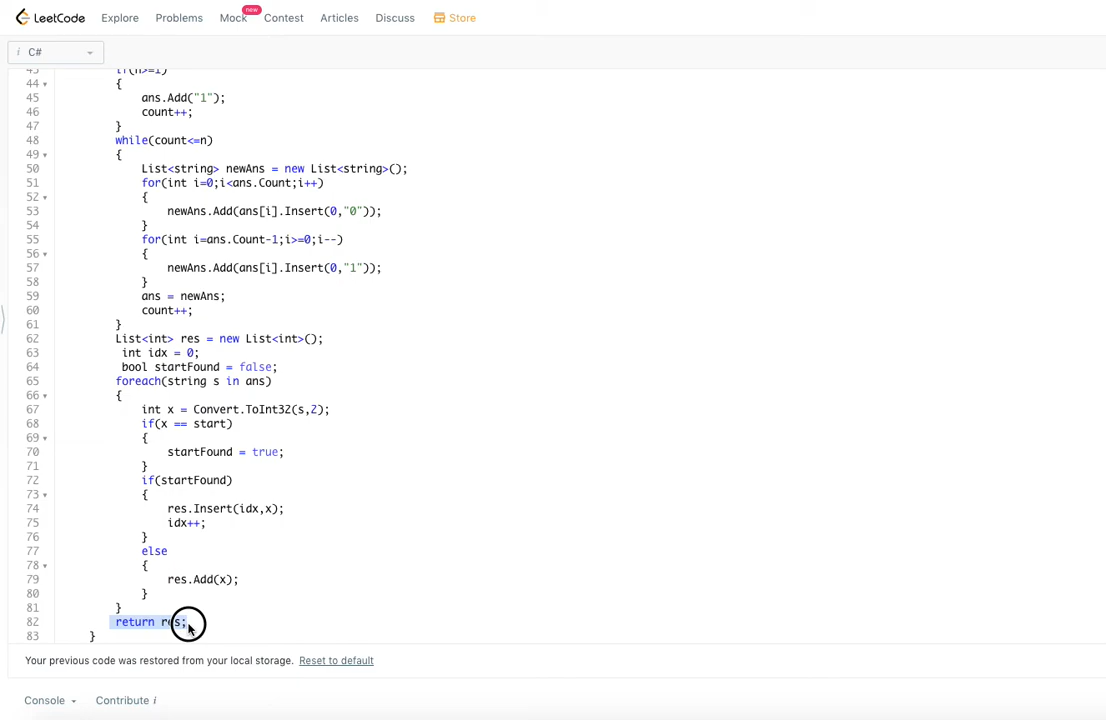 LeetCode Explore Problems Mock new Contest Articles Discuss Store
i C#
43 if(n>=1)
44 {
45 ans.Add("1");
46 count++;
47 }
48 while(count<=n)
49 {
50 List<string> newAns = new List<string>();
51 for(int i=0;i<ans.Count;i++)
52 {
53 newAns.Add(ans[i].Insert(0,"0"));
54 }
55 for(int i=ans.Count-1;i>=0;i--)
56 {
57 newAns.Add(ans[i].Insert(0,"1"));
58 }
59 ans = newAns;
60 count++;
61 }
62 List<int> res = new List<int>();
63 int idx = 0;
64 bool startFound = false;
65 foreach(string s in ans)
66 {
67 int x = Convert.ToInt32(s,2);
68 if(x == start)
69 {
70 startFound = true;
71 }
72 if(startFound)
73 {
74 res.Insert(idx,x);
75 idx++;
76 }
77 else
78 {
79 res.Add(x);
80 }
81 }
82 return res;
83 }
Your previous code was restored from your local storage. Reset to default
Console Contribute i